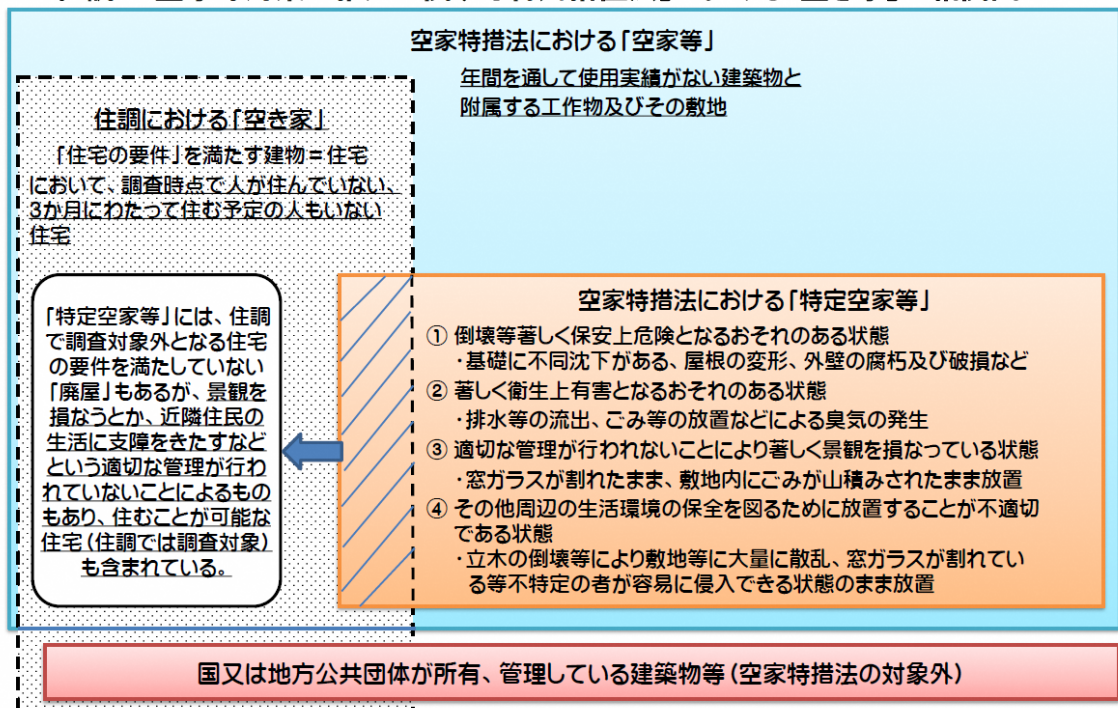 空家特措法における「空家等」
年間を通して使用実績がない建築物と
附属する工作物及びその敷地
住調における「空き家」
「住宅の要件」を満たす建物=住宅
において、調査時点で人が住んでいない、
3か月にわたって住む予定の人もいない
住宅
「特定空家等」には、住調
で調査対象外となる住宅
の要件を満たしていない
「廃屋」もあるが、景観を
損なうとか、近隣住民の
生活に支障をきたすなど
という適切な管理が行わ
れていないことによるもの
もあり、住むことが可能な
住宅(住調では調査対象)
も含まれている。
空家特措法における「特定空家等」
① 倒壊等著しく保安上危険となるおそれのある状態
・基礎に不同沈下がある、屋根の変形、外壁の腐朽及び破損など
② 著しく衛生上有害となるおそれのある状態
・排水等の流出、ごみ等の放置などによる臭気の発生
③ 適切な管理が行われないことにより著しく景観を損なっている状態
・窓ガラスが割れたまま、敷地内にごみが山積みされたまま放置
④ その他周辺の生活環境の保全を図るために放置することが不適切
である状態
・立木の倒壊等により敷地等に大量に散乱、窓ガラスが割れてい
る等不特定の者が容易に侵入できる状態のまま放置
国又は地方公共団体が所有、管理している建築物等(空家特措法の対象外)